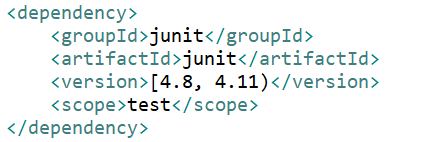 <dependency>
    <groupId>junit</groupId>
    <artifactId>junit</artifactId>
    <version>[4.8, 4.11)</version>
    <scope>test</scope>
</dependency>